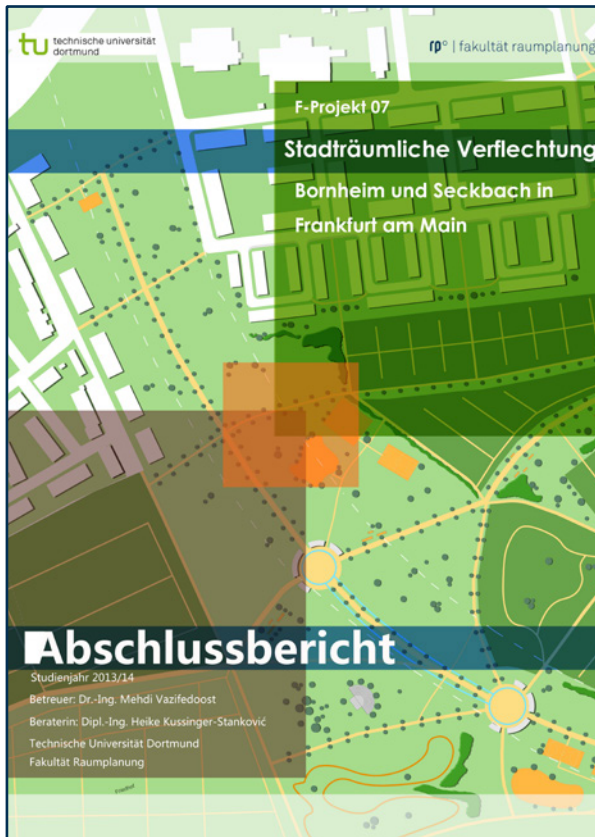 tu technische universität
dortmund
rp° | fakultät raumplanung
F-Projekt 07
Stadträumliche Verflechtung
Bornheim und Seckbach in
Frankfurt am Main
Abschlussbericht
Studienjahr 2013/14
Betreuer: Dr.-Ing. Mehdi Vazifedoost
Beraterin: Dipl.-Ing. Heike Kussinger-Stanković
Technische Universität Dortmund
Fakultät Raumplanung
Friedhof